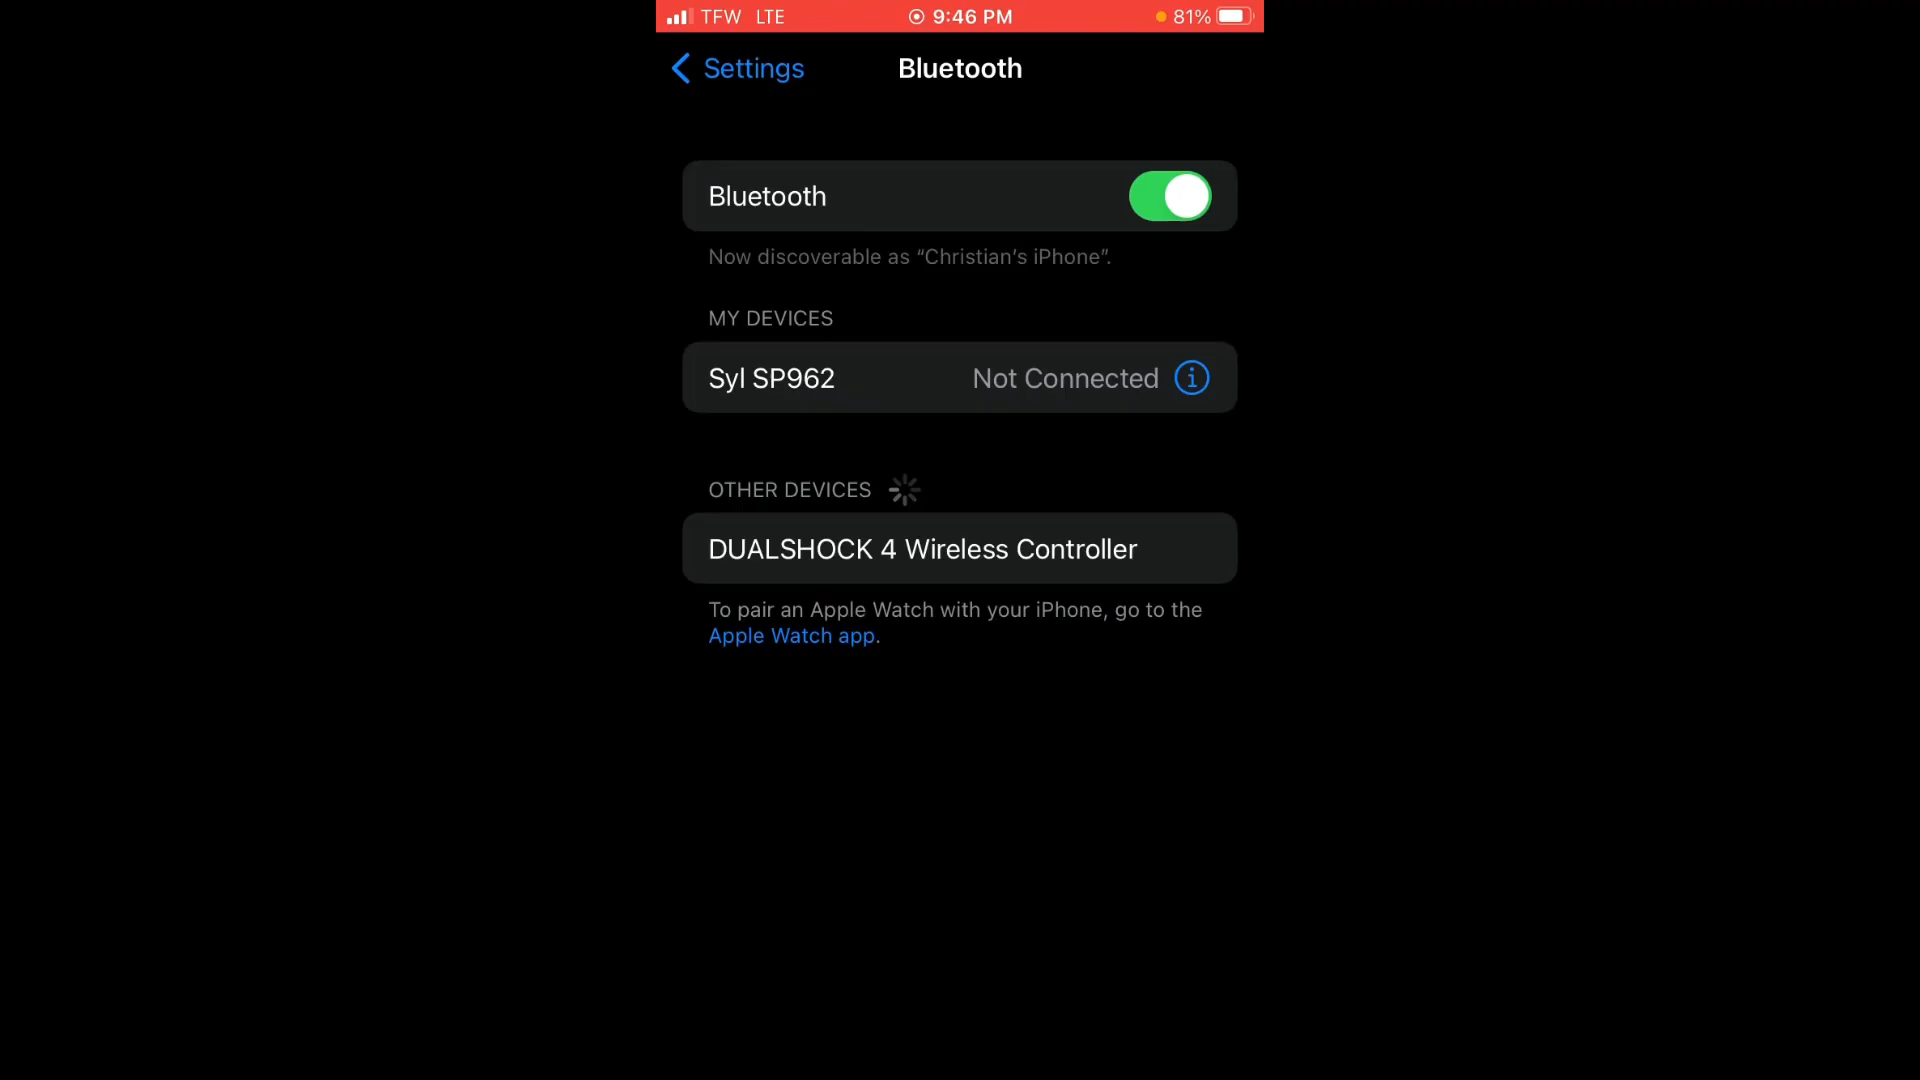 TFW LTE 9:46 PM 81%
Settings Bluetooth
Bluetooth
Now discoverable as “Christian’s iPhone”.
MY DEVICES
Syl SP962 Not Connected
OTHER DEVICES
DUALSHOCK 4 Wireless Controller
To pair an Apple Watch with your iPhone, go to the
Apple Watch app.